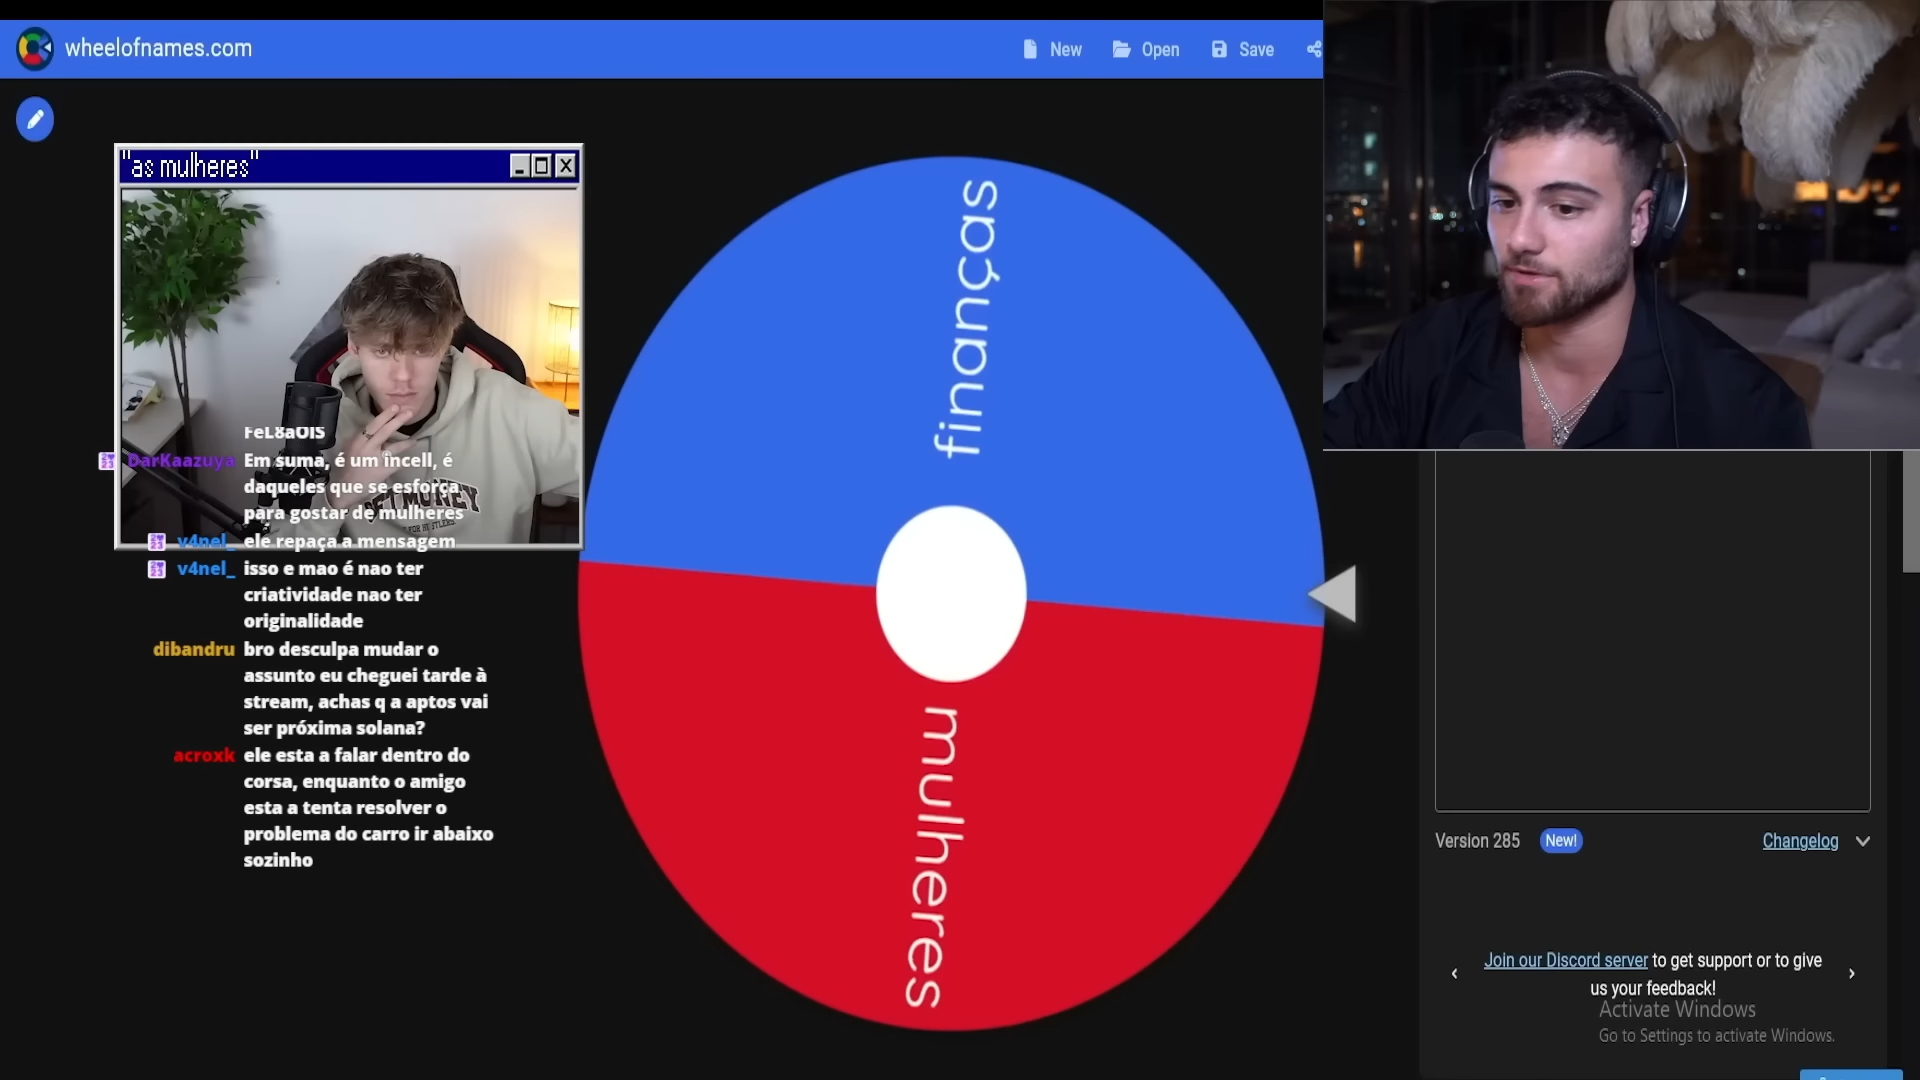 wheelofnames.com
New
Open
Save
"as mulheres"
FeL8aOlS
DarKaazuya Em suma, é um incell, é
daqueles que se esforça
para gostar de mulheres
v4nel_ ele repaça a mensagem
v4nel_ isso e mao é nao ter
criatividade nao ter
originalidade
dibandru bro desculpa mudar o
assunto eu cheguei tarde à
stream, achas q a aptos vai
ser próxima solana?
acroxk ele esta a falar dentro do
corsa, enquanto o amigo
esta a tenta resolver o
problema do carro ir abaixo
sozinho
finanças
mulheres
Version 285
New!
Changelog
Join our Discord server to get support or to give
us your feedback!
Activate Windows
Go to Settings to activate Windows.